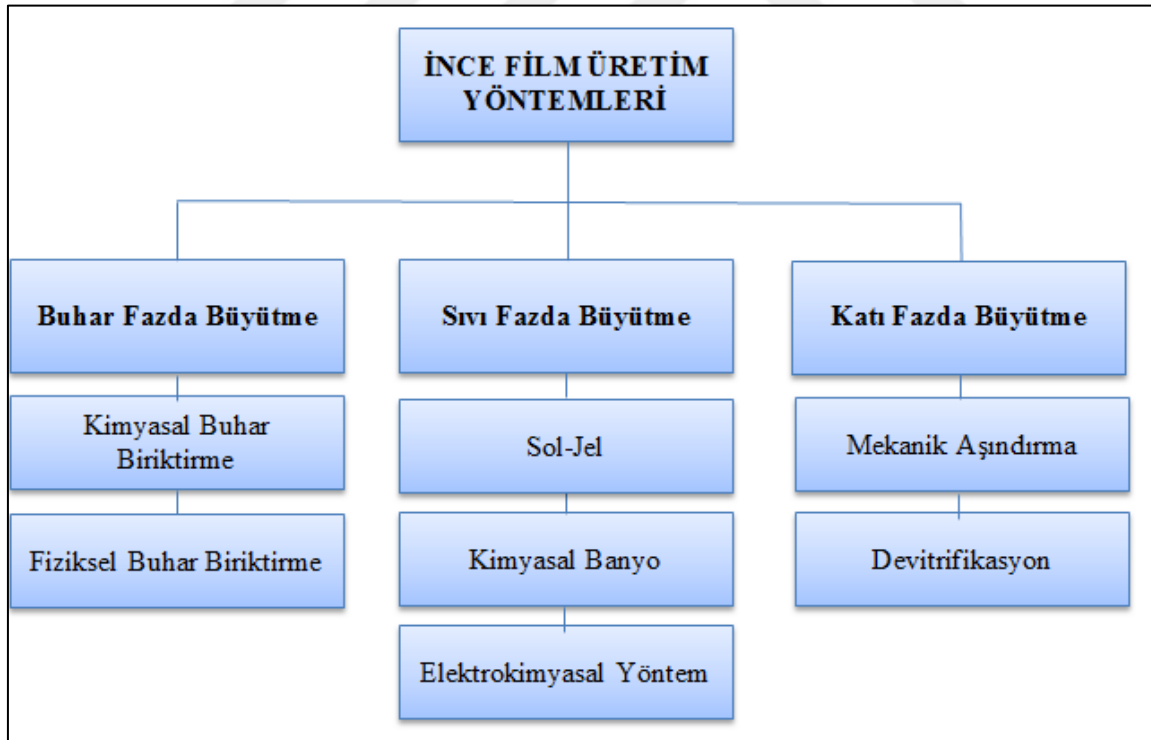 İNCE FİLM ÜRETİM
YÖNTEMLERİ
Buhar Fazda Büyütme
Kimyasal Buhar
Biriktirme
Fiziksel Buhar Biriktirme
Sıvı Fazda Büyütme
Sol-Jel
Kimyasal Banyo
Elektrokimyasal Yöntem
Katı Fazda Büyütme
Mekanik Aşındırma
Devitrifikasyon